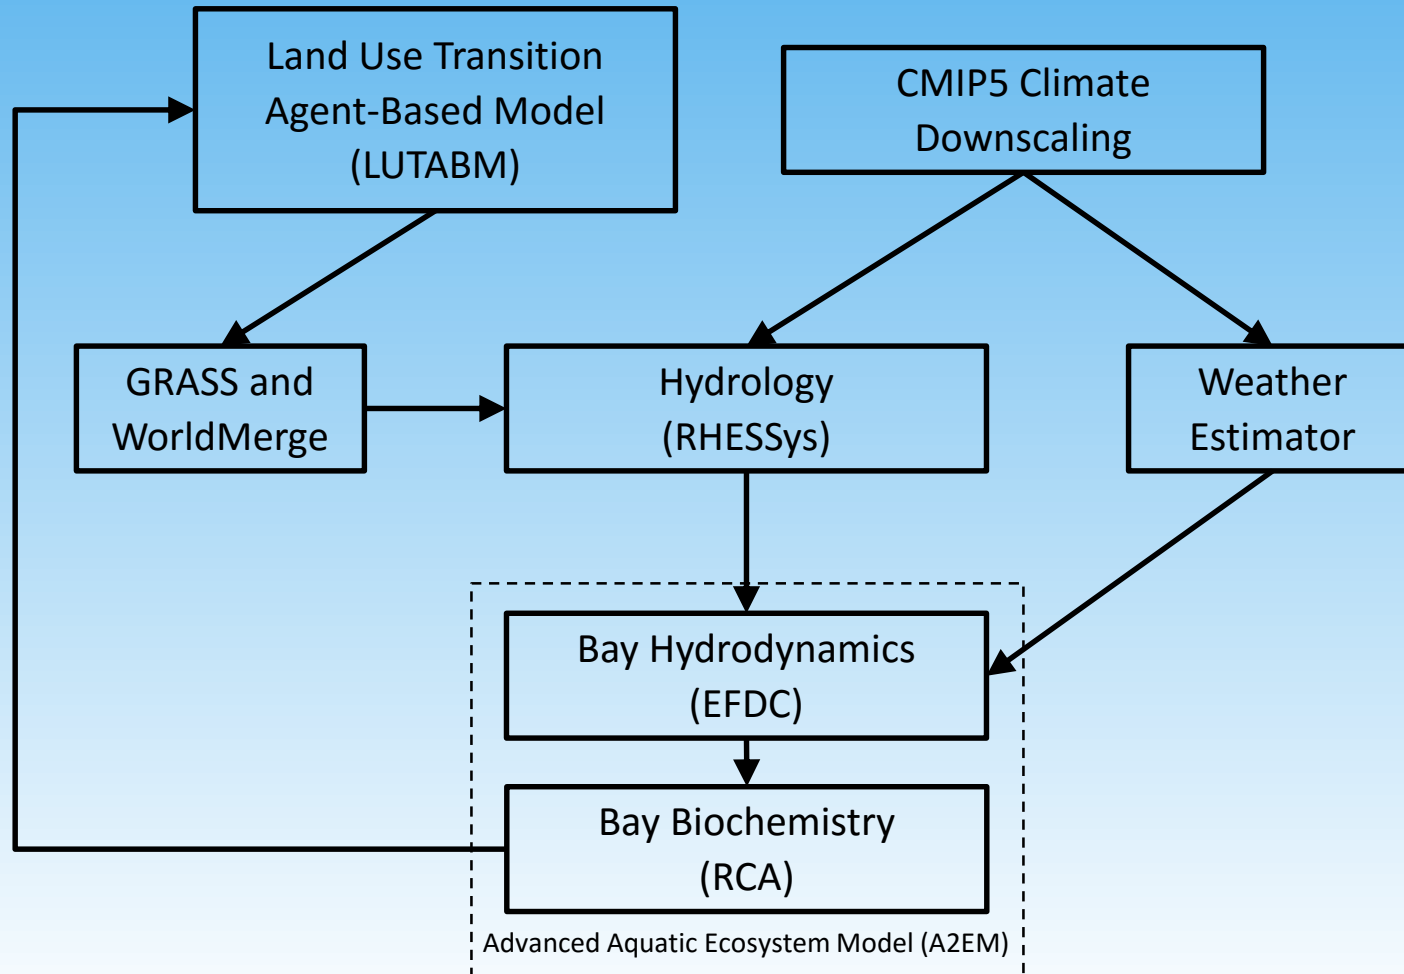 Land Use Transition
Agent-Based Model
(LUTABM)
CMIP5 Climate
Downscaling
GRASS and
WorldMerge
Hydrology
(RHESSys)
Weather
Estimator
Bay Hydrodynamics
(EFDC)
Bay Biochemistry
(RCA)
Advanced Aquatic Ecosystem Model (A2EM)